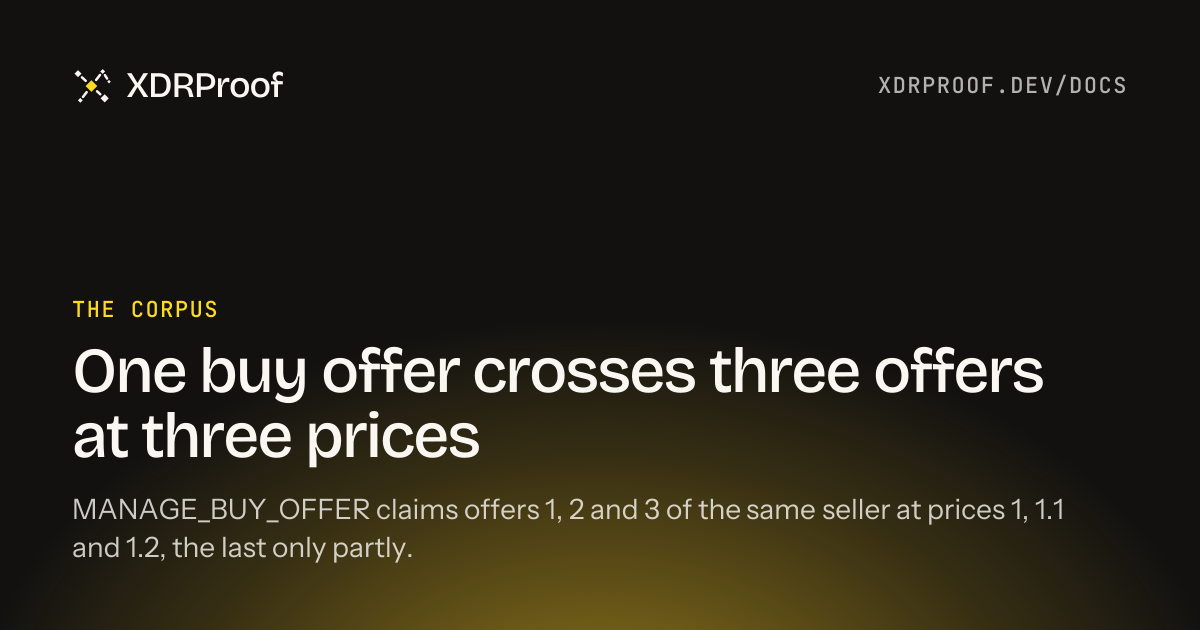 XDRProof
XDRPROOF.DEV/DOCS
THE CORPUS
One buy offer crosses three offers
at three prices
MANAGE_BUY_OFFER claims offers 1, 2 and 3 of the same seller at prices 1, 1.1
and 1.2, the last only partly.